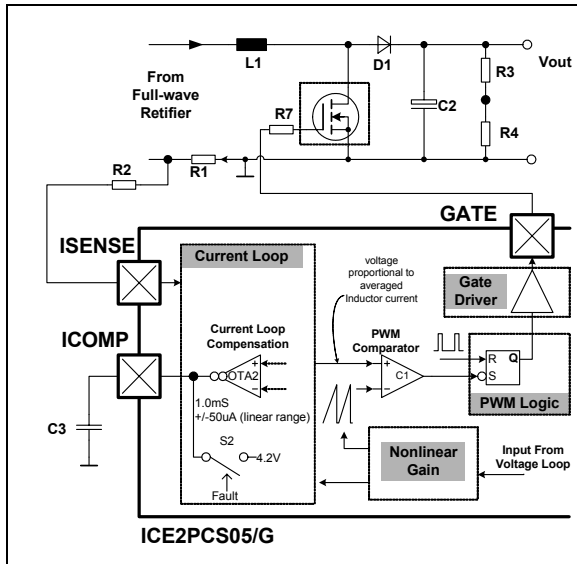 L1
D1
From
Full-wave
Retifier
R7
C2
R3
R4
Vout
R2
R1
GATE
ISENSE
Current Loop
voltage
proportional to
averaged
Inductor current
Gate
Driver
ICOMP
Current Loop
Compensation
PWM
Comparator
+
OTA2
−
+
C1
−
R
Q
S
PWM Logic
1.0mS
+/-50uA (linear range)
C3
S2
4.2V
Fault
Nonlinear
Gain
Input From
Voltage Loop
ICE2PCS05/G